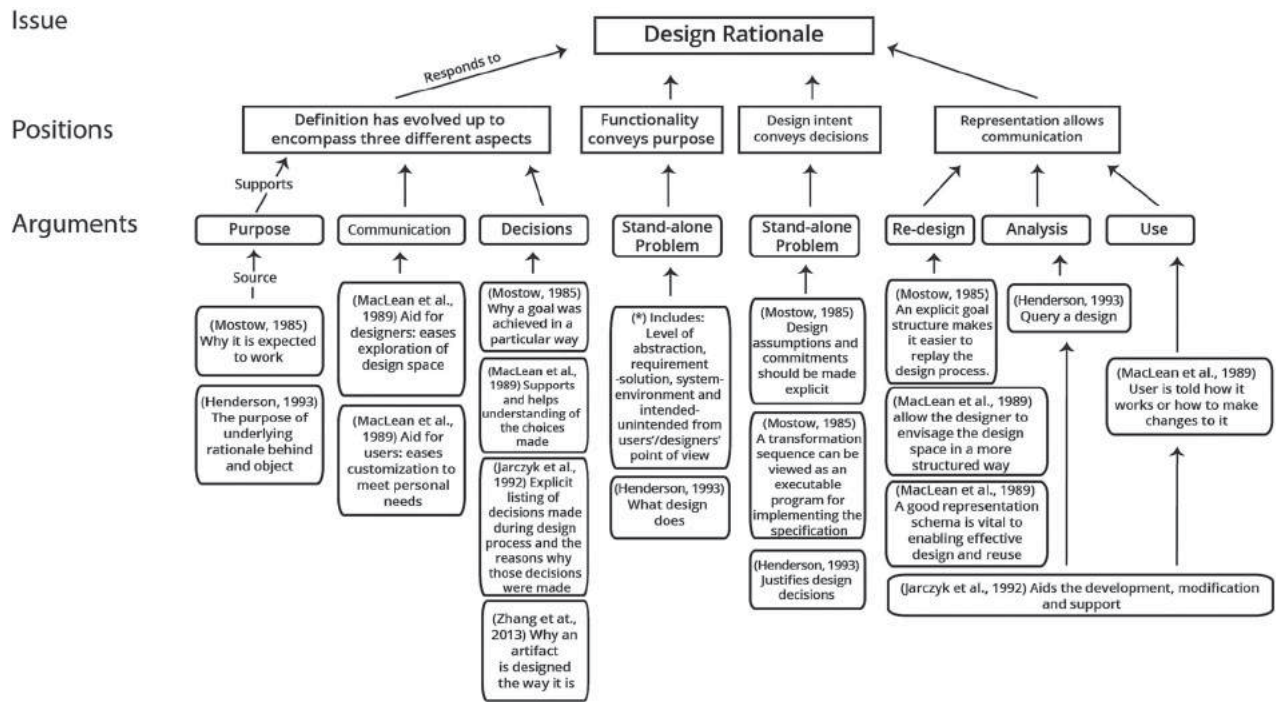 Issue
Design Rationale
Responds to
Positions
Definition has evolved up to
encompass three different aspects
Functionality
conveys purpose
Design intent
conveys decisions
Representation allows
communication
Supports
Arguments
Purpose
Communication
Decisions
Stand-alone
Problem
Stand-alone
Problem
Re-design
Analysis
Use
Source
(Mostow, 1985)
Why it is expected
to work
(Henderson, 1993)
The purpose of
underlying
rationale behind
and object
(MacLean et al.,
1989) Aid for
designers: eases
exploration of
design space
(MacLean et al.,
1989) Aid for
users: eases
customization to
meet personal
needs
(Mostow, 1985)
Why a goal was
achieved in a
particular way
(MacLean et al.,
1989) Supports
and helps
understanding of
the choices
made
(Jarczyk et al.,
1992) Explicit
listing of
decisions made
during design
process and the
reasons why
those decisions
were made
(Zhang et at.,
2013) Why an
artifact
is designed
the way it is
(*) Includes:
Level of
abstraction,
requirement
-solution, system-
environment and
intended-
unintended from
users'/designers'
point of view
(Henderson, 1993)
What design
does
(Mostow, 1985)
Design
assumptions and
commitments
should be made
explicit
(Mostow, 1985)
A transformation
sequence can be
viewed as an
executable
program for
implementing the
specification
(Henderson, 1993)
Justifies design
decisions
(Mostow, 1985)
An explicit goal
structure makes
it easier to
replay the
design process.
(MacLean et al., 1989)
allow the designer to
envisage the design
space in a more
structured way
(MacLean et al., 1989)
A good representation
schema is vital to
enabling effective
design and reuse
(Henderson, 1993)
Query a design
(MacLean et al., 1989)
User is told how it
works or how to make
changes to it
(Jarczyk et al., 1992) Aids the development, modification
and support